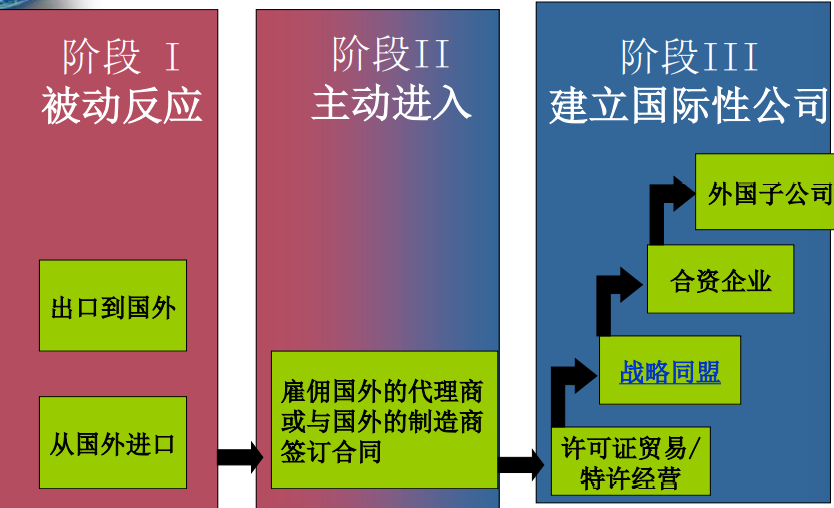 阶段 I
被动反应
出口到国外
从国外进口
阶段II
主动进入
雇佣国外的代理商
或与国外的制造商
签订合同
阶段III
建立国际性公司
外国子公司
合资企业
战略同盟
许可证贸易/
特许经营